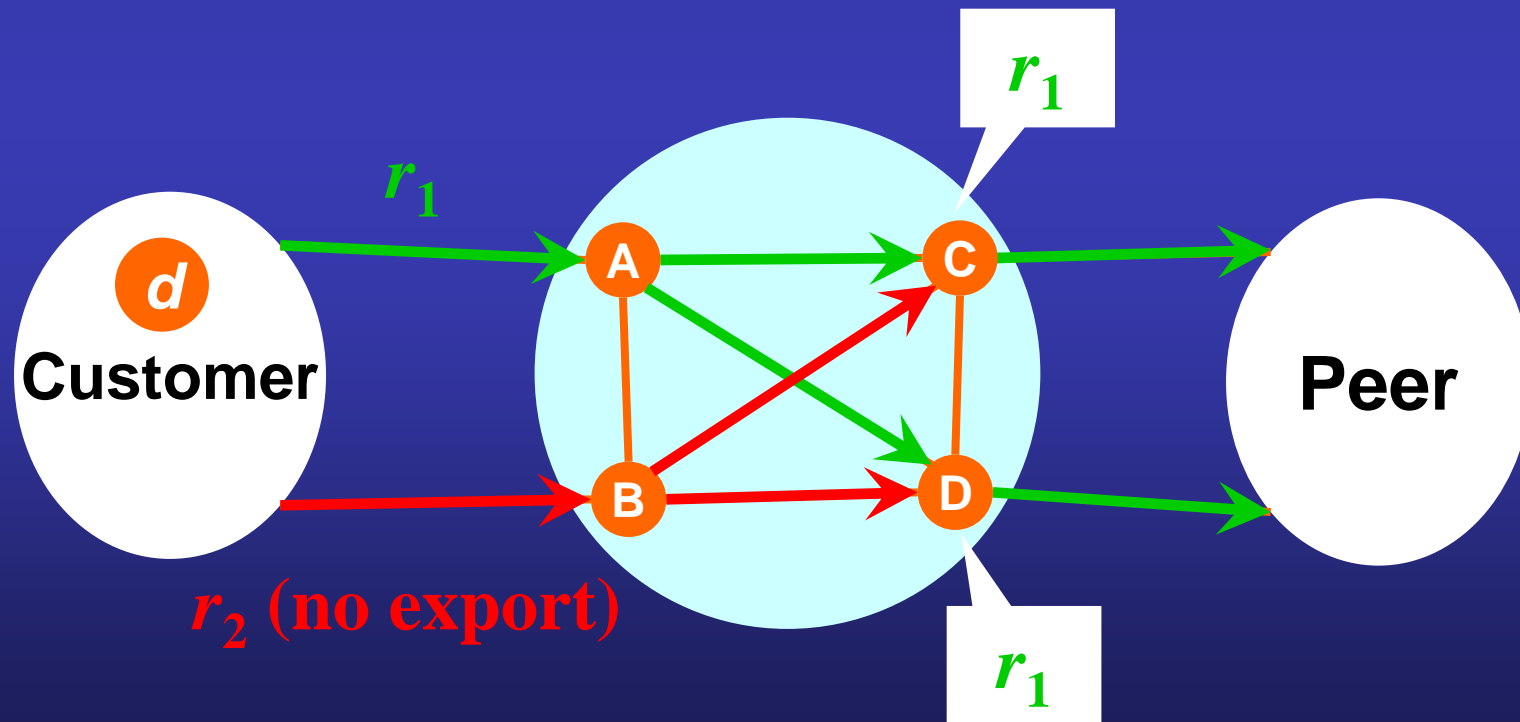 r1
r1
d
Customer
A
C
Peer
B
D
r2 (no export)
r1